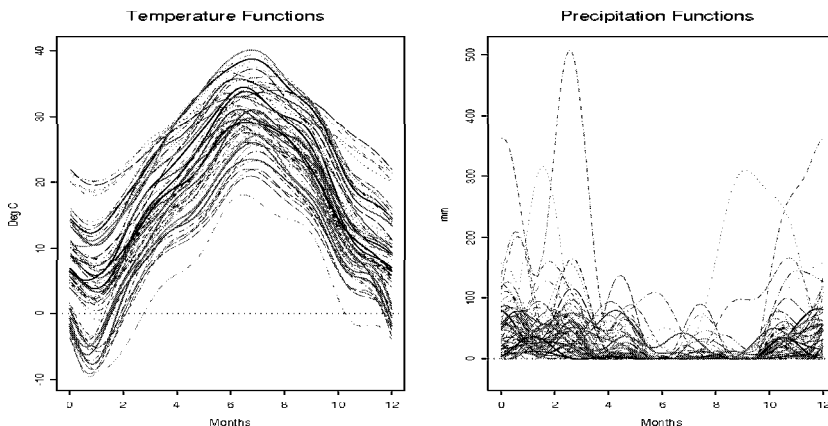 Temperature Functions
Deg C
40
30
20
10
0
-10
0 2 4 6 8 10 12
Months
Precipitation Functions
mm
500
400
300
200
100
0
0 2 4 6 8 10 12
Months